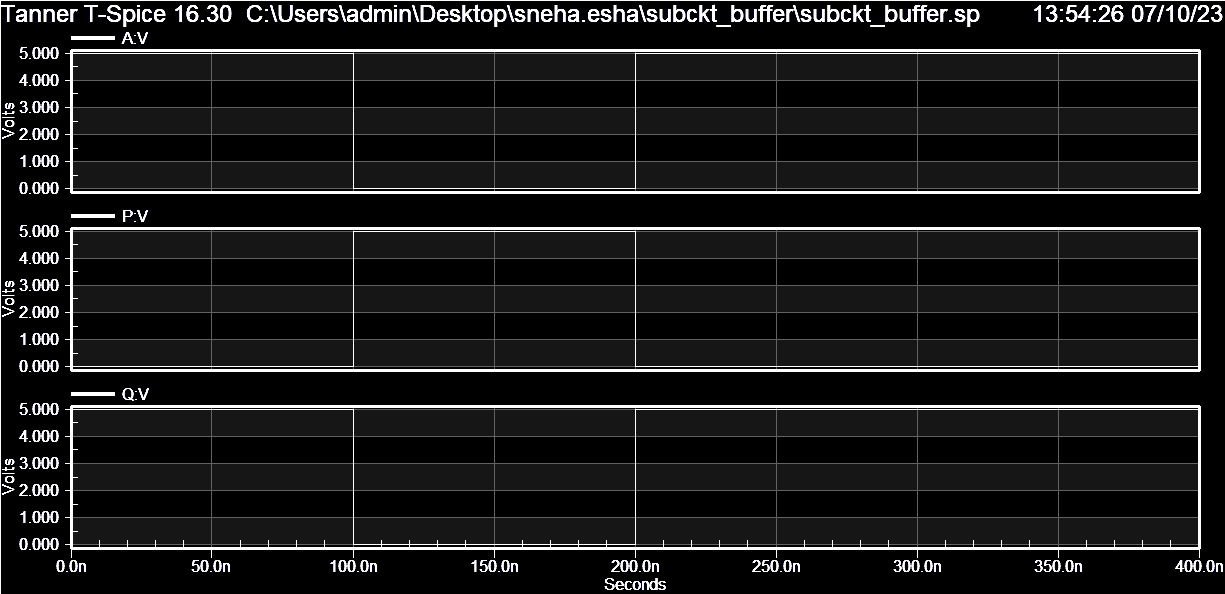 Tanner T-Spice 16.30 C:\Users\admin\Desktop\sneha.esha\subckt_buffer\subckt_buffer.sp 13:54:26 07/10/23
A:V
5.000
4.000
3.000
2.000
1.000
0.000
Volts
P:V
5.000
4.000
3.000
2.000
1.000
0.000
Volts
Q:V
5.000
4.000
3.000
2.000
1.000
0.000
Volts
0.0n 50.0n 100.0n 150.0n 200.0n 250.0n 300.0n 350.0n 400.0n
Seconds